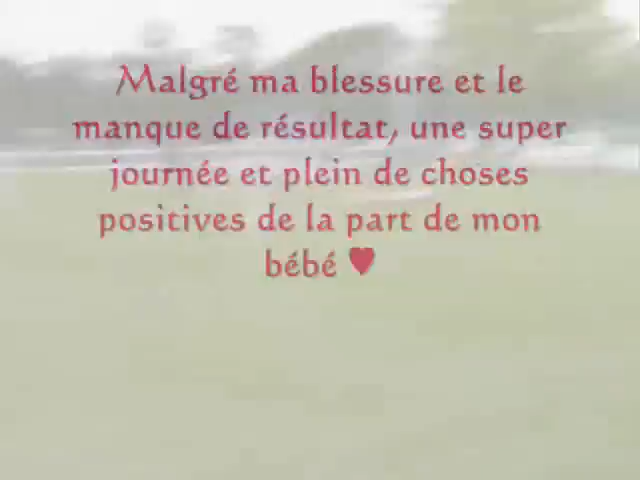 Malgré ma blessure et le
manque de résultat, une super
journée et plein de choses
positives de la part de mon
bébé ♥